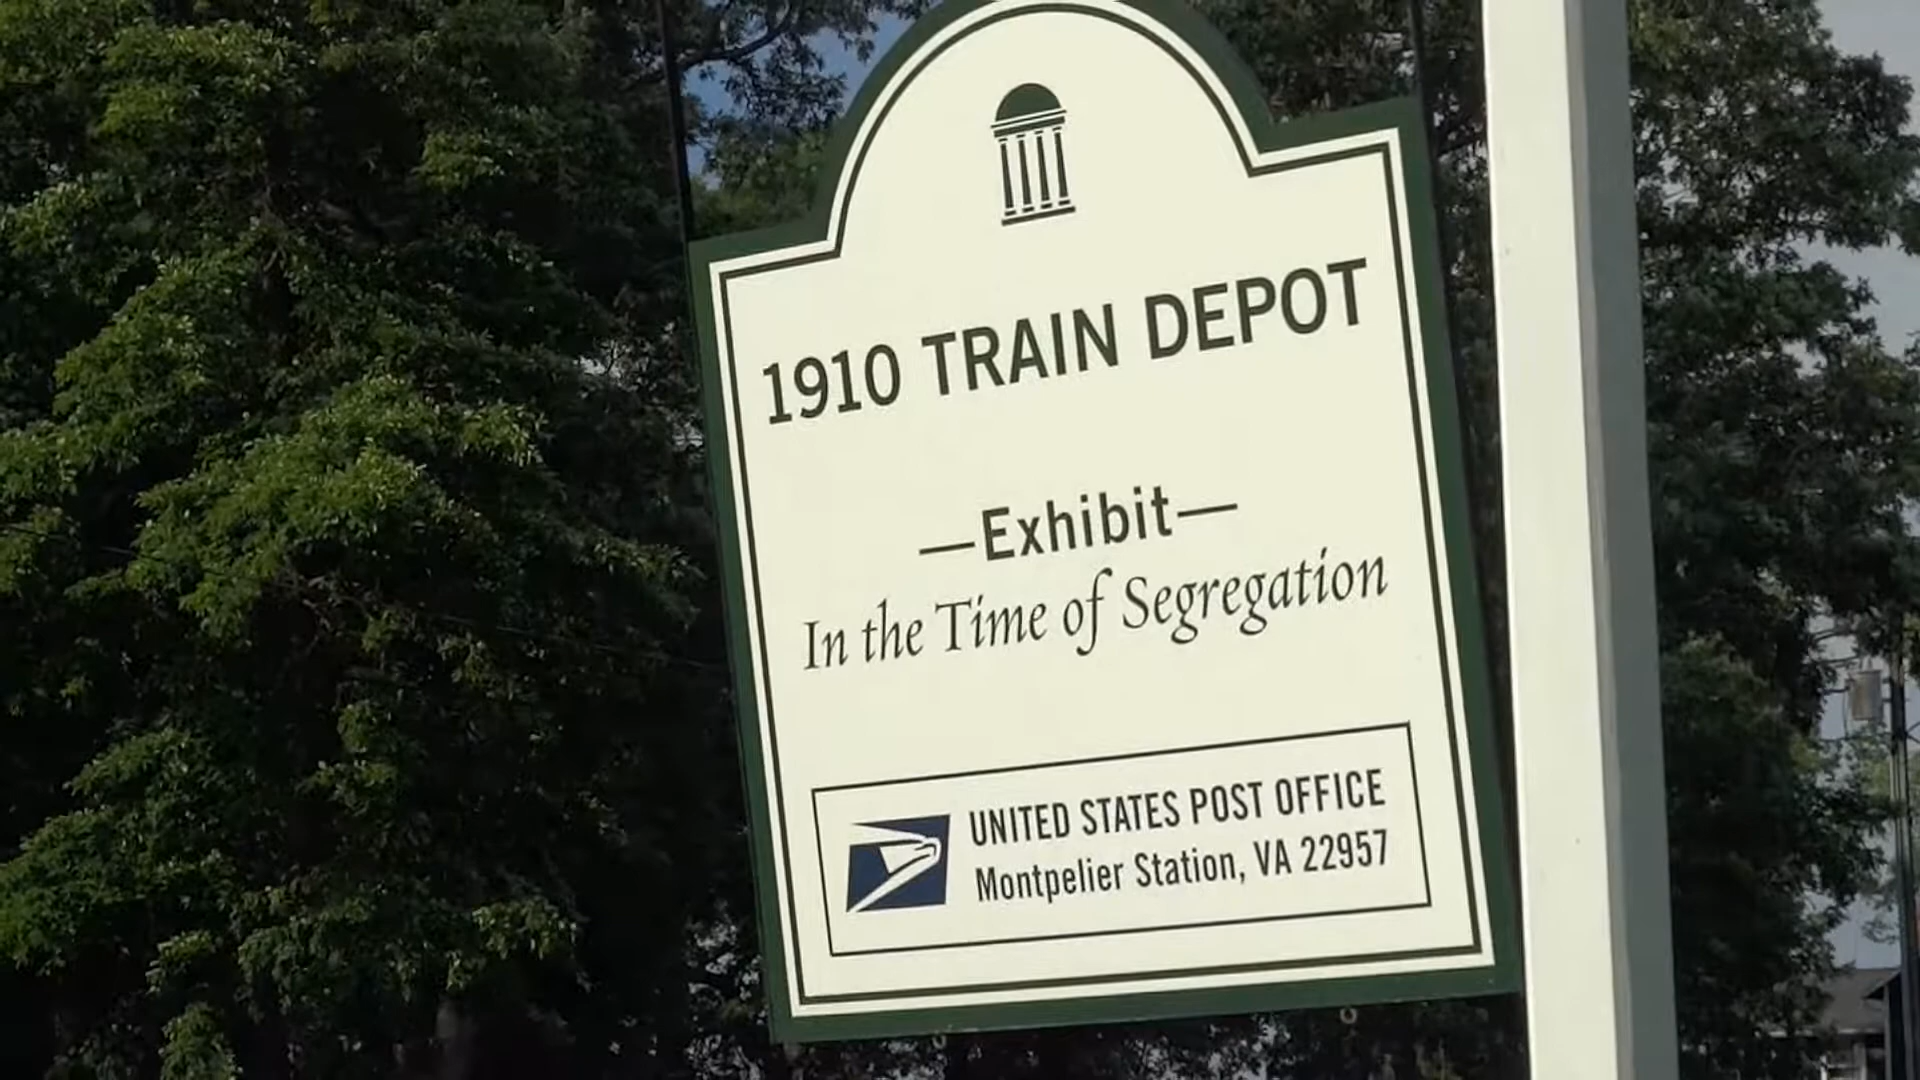 1910 TRAIN DEPOT
—Exhibit—
In the Time of Segregation
UNITED STATES POST OFFICE
Montpelier Station, VA 22957